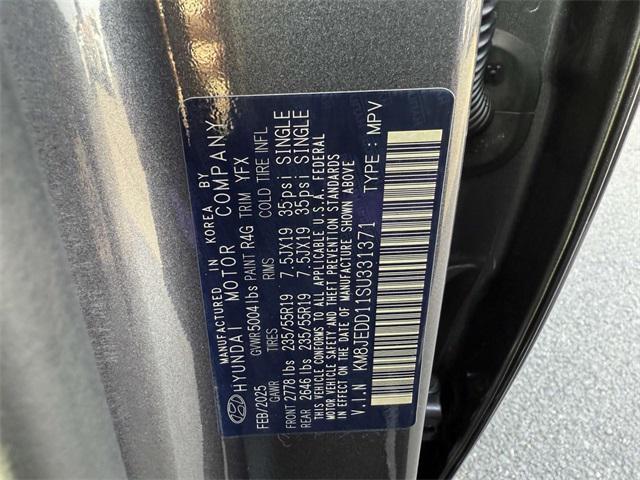 MANUFACTURED IN KOREA BY
HYUNDAI MOTOR COMPANY
FEB/2025 GVWR 5004 lbs PAINT R4G TRIM YFX
GAWR TIRES RIMS COLD TIRE INFL
FRONT 2778 lbs 235/55R19 7.5JX19 35psi SINGLE
REAR 2646 lbs 235/55R19 7.5JX19 35psi SINGLE
THIS VEHICLE CONFORMS TO ALL APPLICABLE U.S.A. FEDERAL
MOTOR VEHICLE SAFETY AND THEFT PREVENTION STANDARDS
IN EFFECT ON THE DATE OF MANUFACTURE SHOWN ABOVE
V.I.N KM8JEDD11SU331371 TYPE : MPV